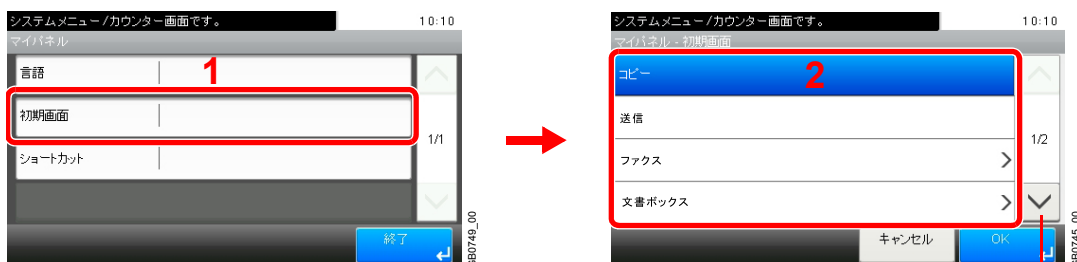 システムメニュー/カウンター画面です。 10:10
マイパネル
言語
1
初期画面
1/1
ショートカット
終了
システムメニュー/カウンター画面です。 10:10
マイパネル - 初期画面
コピー
2
送信
1/2
ファクス
文書ボックス
キャンセル OK